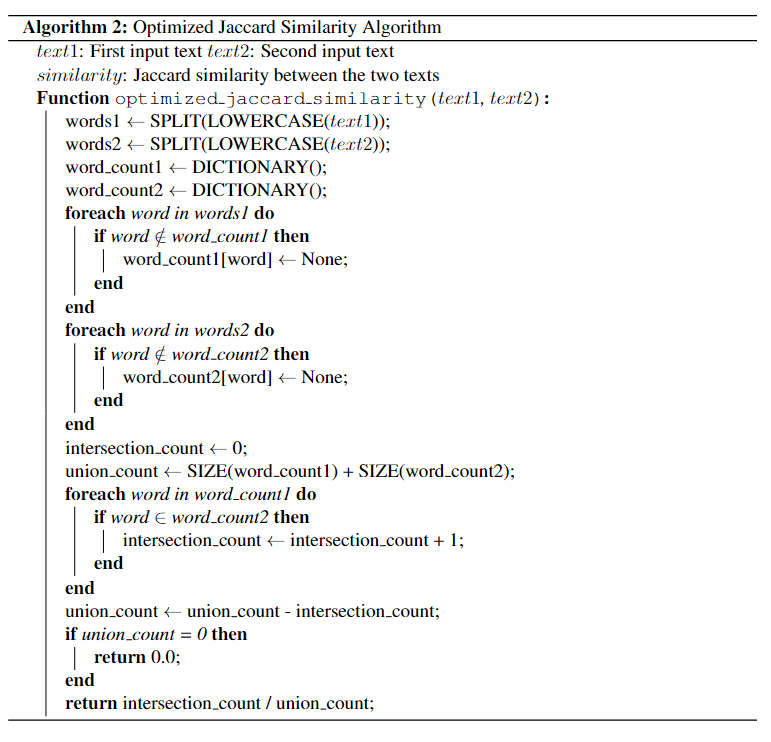 Algorithm 2: Optimized Jaccard Similarity Algorithm
text1: First input text text2: Second input text
similarity: Jaccard similarity between the two texts
Function optimized_jaccard_similarity(text1, text2):
words1 ← SPLIT(LOWERCASE(text1));
words2 ← SPLIT(LOWERCASE(text2));
word_count1 ← DICTIONARY();
word_count2 ← DICTIONARY();
foreach word in words1 do
if word ∉ word_count1 then
word_count1[word] ← None;
end
end
foreach word in words2 do
if word ∉ word_count2 then
word_count2[word] ← None;
end
end
intersection_count ← 0;
union_count ← SIZE(word_count1) + SIZE(word_count2);
foreach word in word_count1 do
if word ∈ word_count2 then
intersection_count ← intersection_count + 1;
end
end
union_count ← union_count - intersection_count;
if union_count = 0 then
return 0.0;
end
return intersection_count / union_count;